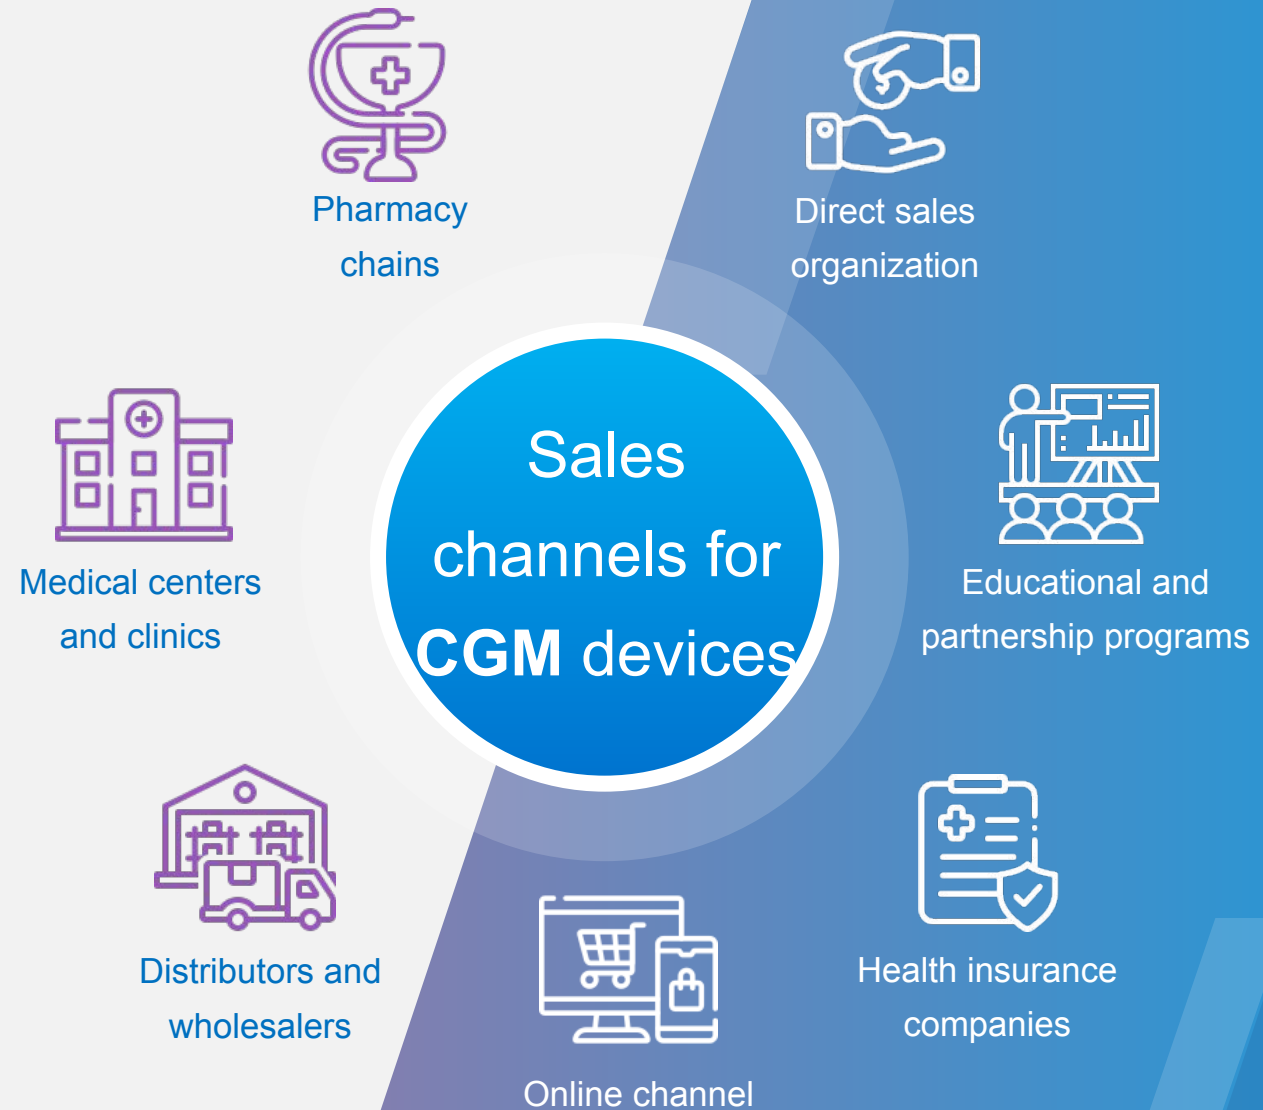 Pharmacy
chains
Direct sales
organization
Sales
channels for
CGM devices
Medical centers
and clinics
Educational and
partnership programs
Distributors and
wholesalers
Health insurance
companies
Online channel